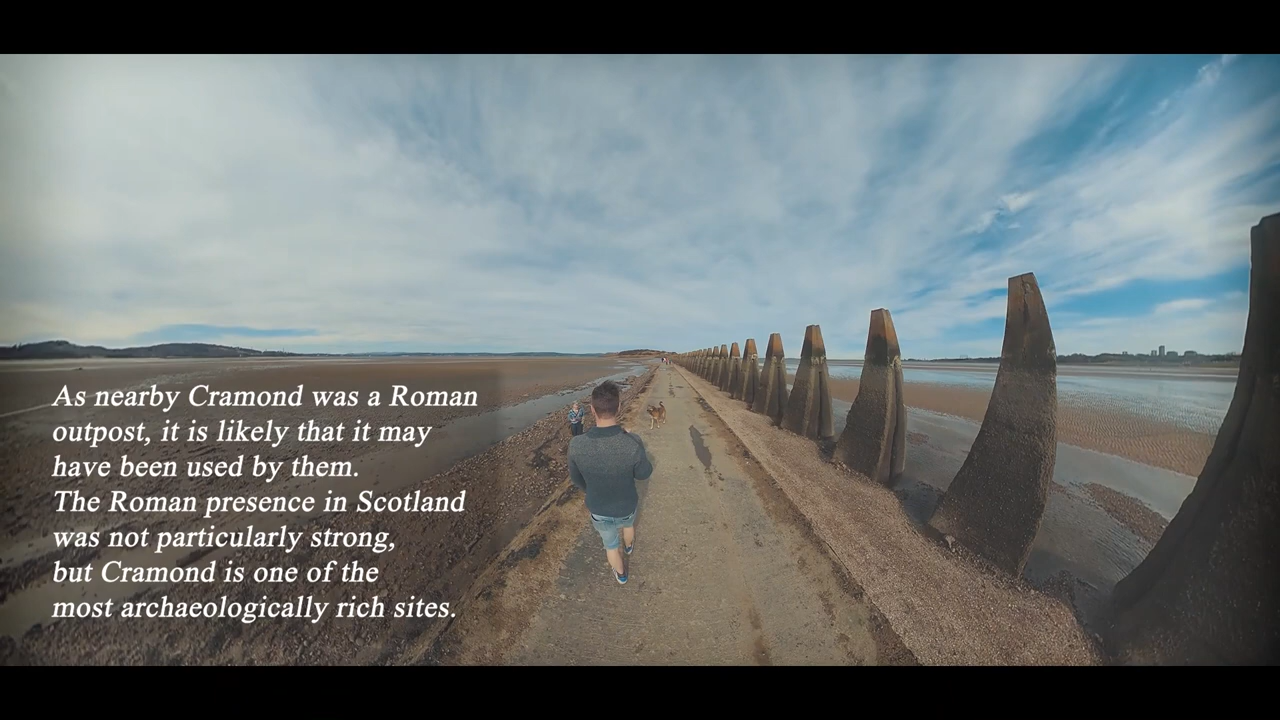 As nearby Cramond was a Roman
outpost, it is likely that it may
have been used by them.
The Roman presence in Scotland
was not particularly strong,
but Cramond is one of the
most archaeologically rich sites.